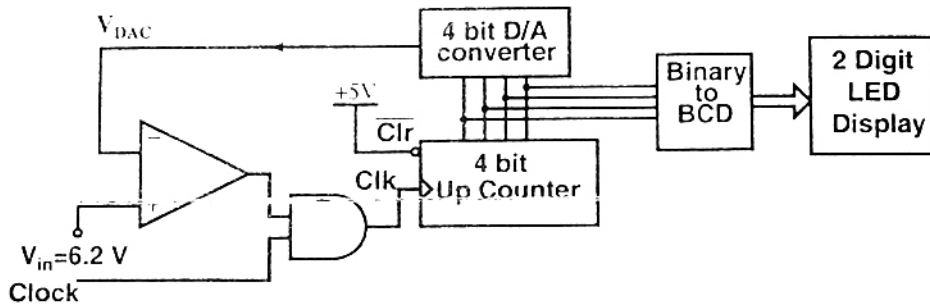 V_DAC
4 bit D/A
converter
+5V
Clr
Binary
to
BCD
2 Digit
LED
Display
−
4 bit
Up Counter
Clk
+
V_in=6.2 V
Clock